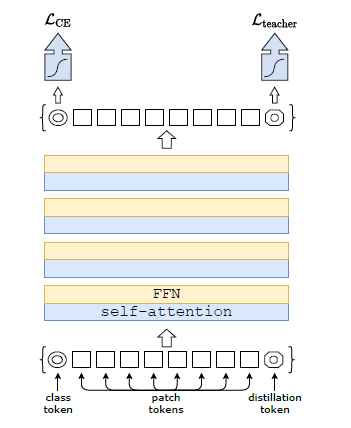 ℒCE ℒteacher
FFN
self-attention
class patch distillation
token tokens token